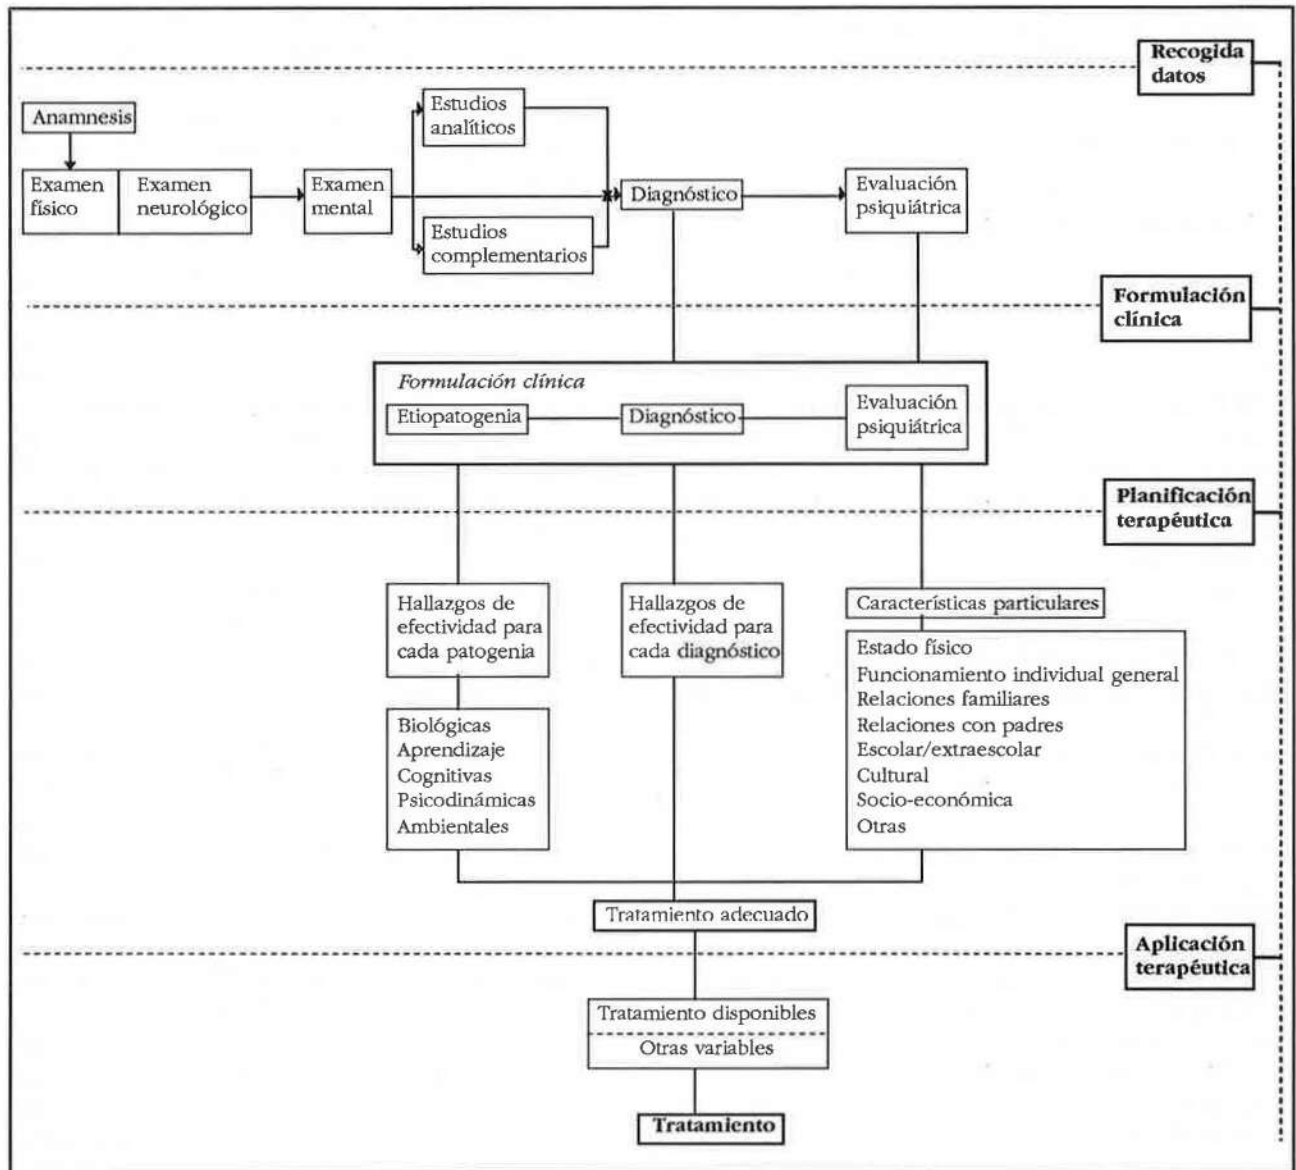 Recogida
datos
Anamnesis
Examen
físico
Examen
neurológico
Examen
mental
Estudios
analíticos
Estudios
complementarios
Diagnóstico
Evaluación
psiquiátrica
Formulación
clínica
Formulación clínica
Etiopatogenia
Diagnóstico
Evaluación
psiquiátrica
Planificación
terapéutica
Hallazgos de
efectividad para
cada patogenia
Hallazgos de
efectividad para
cada diagnóstico
Características particulares
Biológicas
Aprendizaje
Cognitivas
Psicodinámicas
Ambientales
Estado físico
Funcionamiento individual general
Relaciones familiares
Relaciones con padres
Escolar/extraescolar
Cultural
Socio-económica
Otras
Tratamiento adecuado
Aplicación
terapéutica
Tratamiento disponibles
Otras variables
Tratamiento